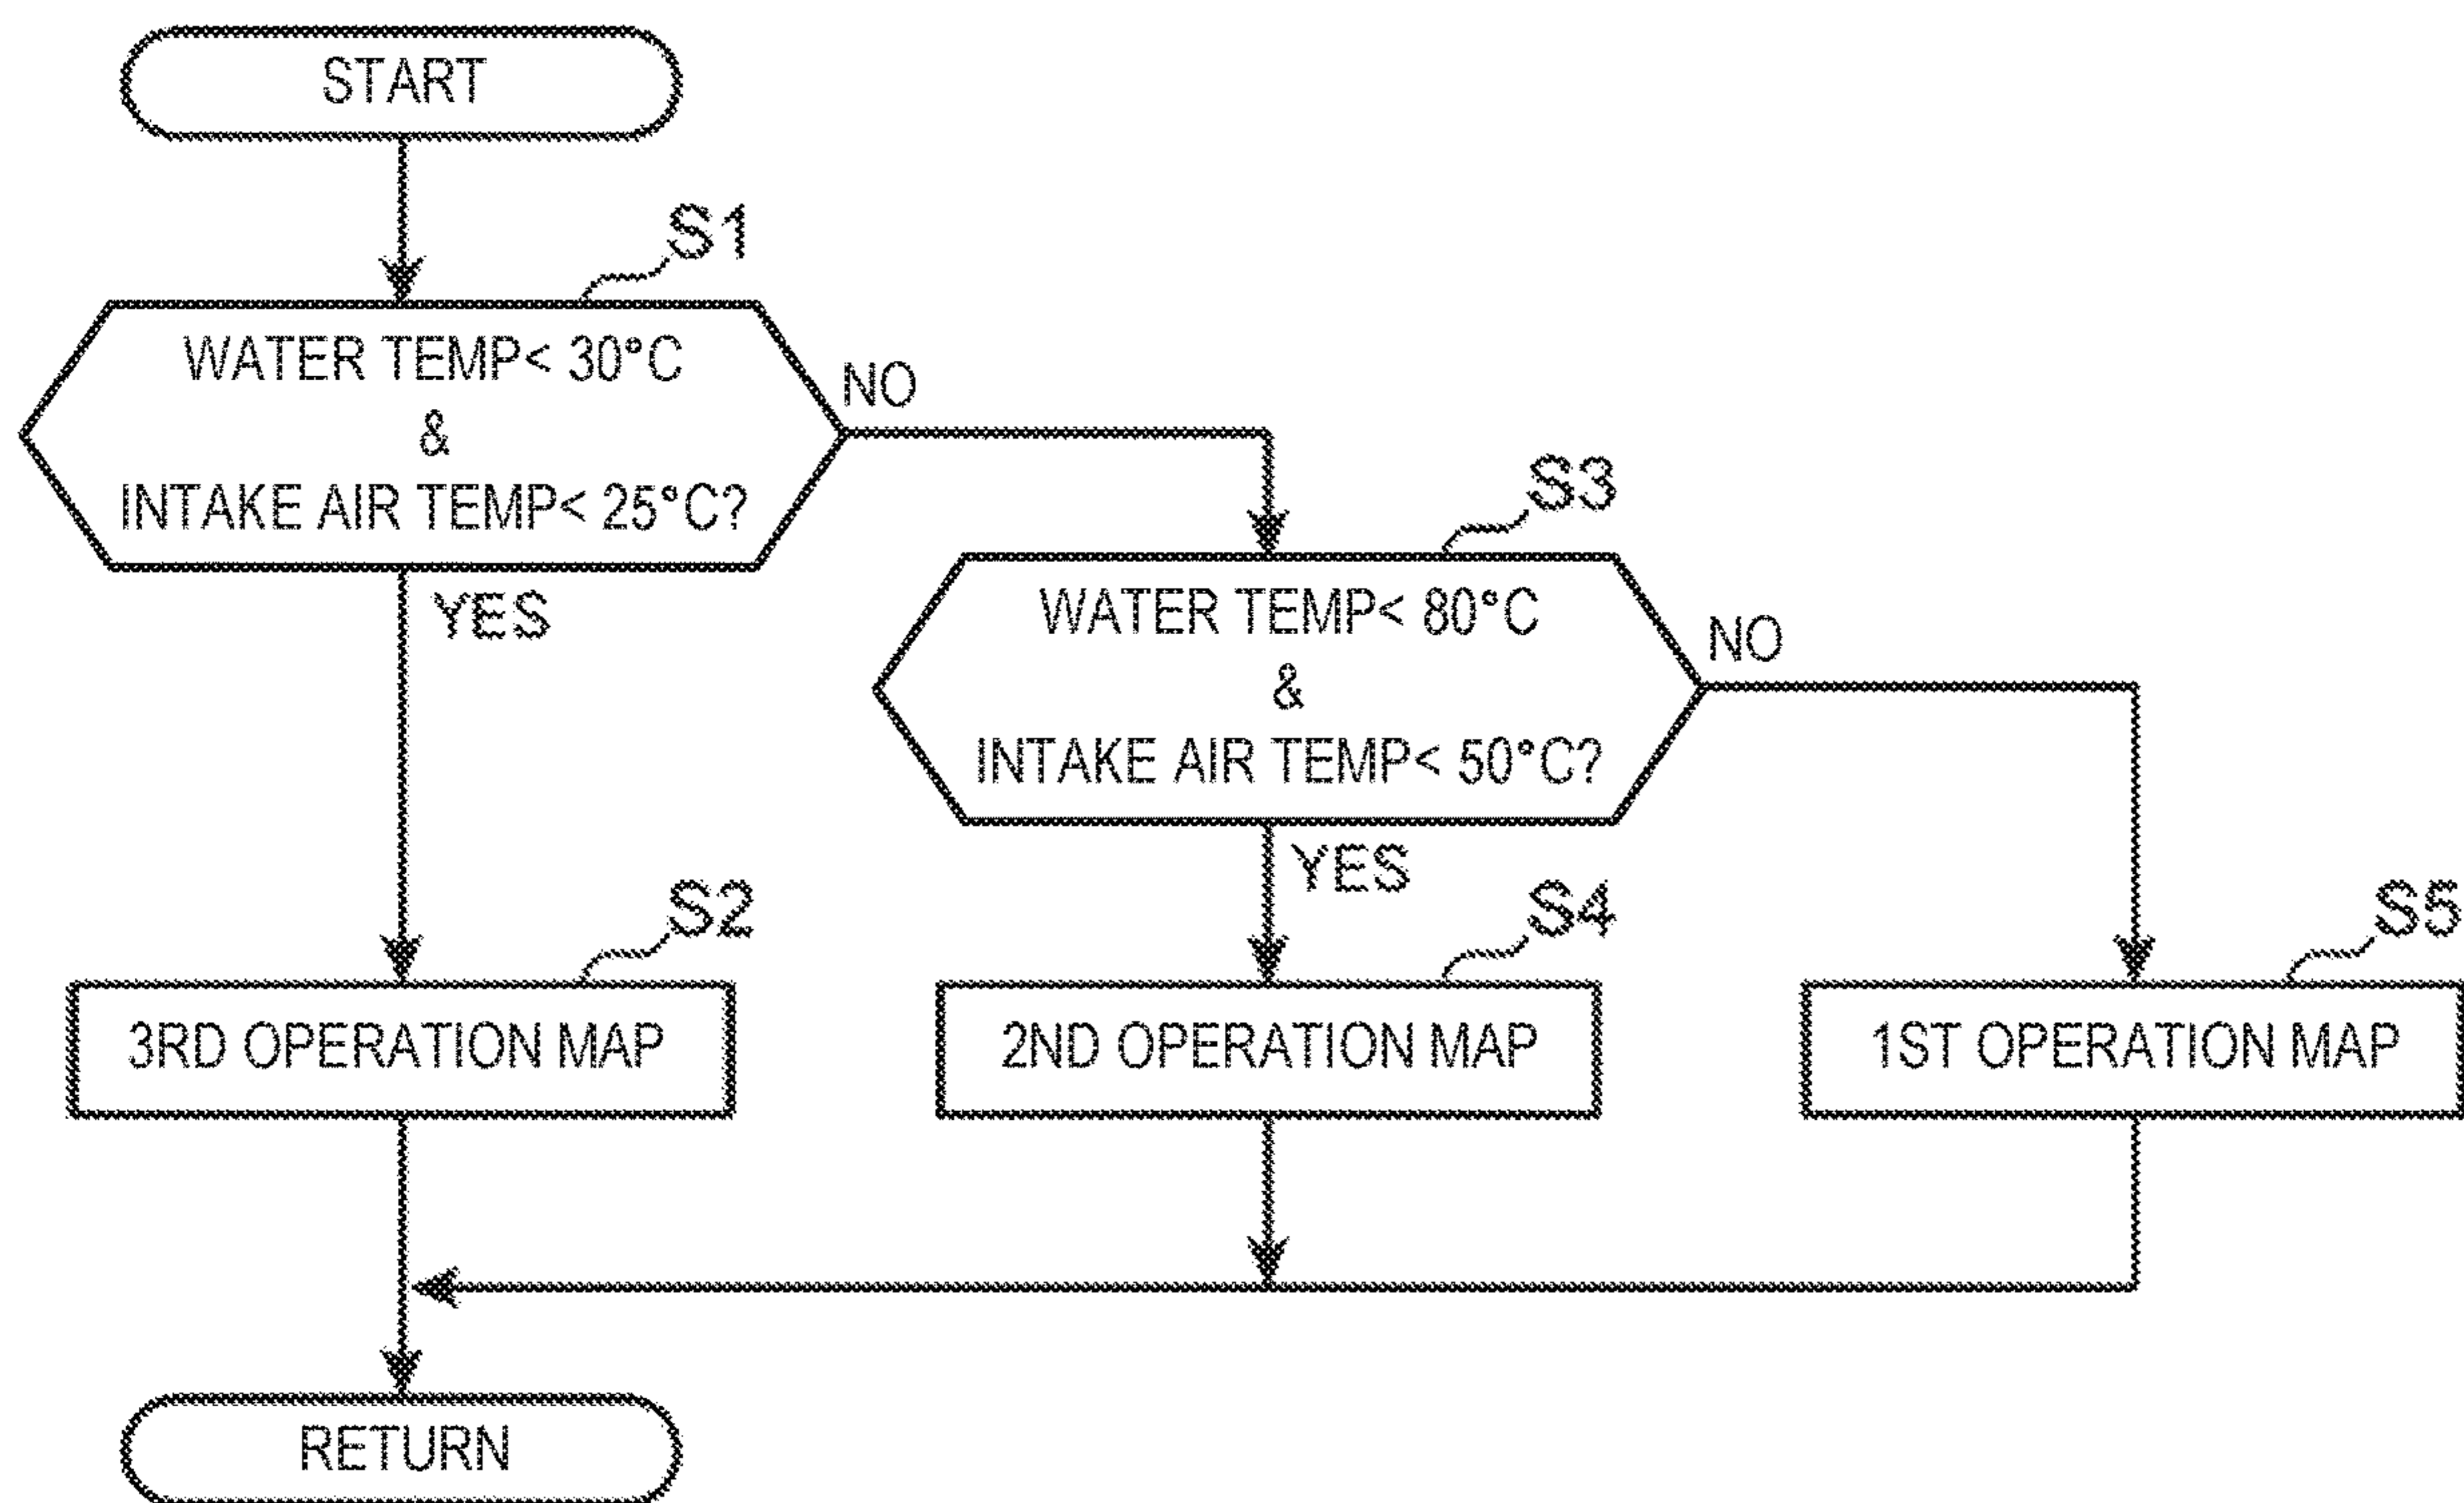 START
S1
WATER TEMP< 30°C
&
INTAKE AIR TEMP< 25°C?
NO
YES
S3
WATER TEMP< 80°C
&
INTAKE AIR TEMP< 50°C?
NO
YES
S2
3RD OPERATION MAP
S4
2ND OPERATION MAP
S5
1ST OPERATION MAP
RETURN